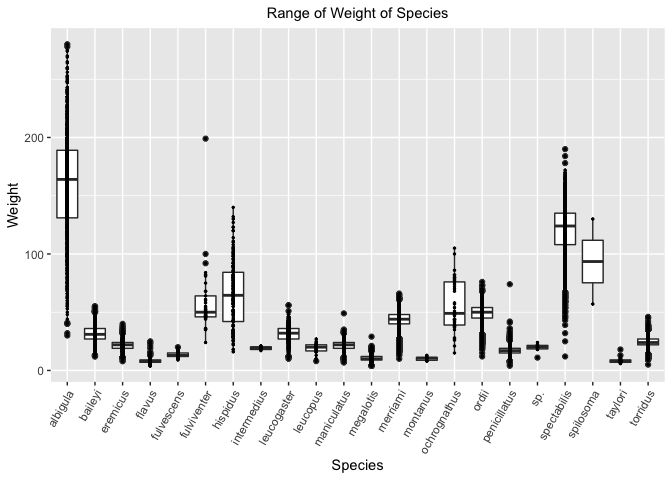 Range of Weight of Species
Weight
200
100
0
albigula
baileyi
eremicus
flavus
fulvescens
fulviventer
hispidus
intermedius
leucogaster
leucopus
maniculatus
megalotis
merriami
montanus
ochrognathus
ordii
penicillatus
sp.
spectabilis
spilosoma
taylori
torridus
Species